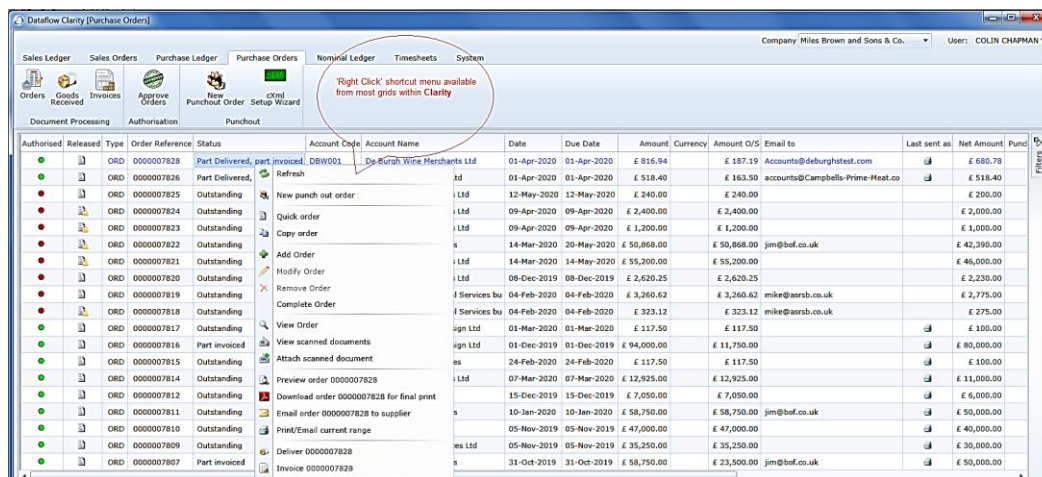 Dataflow Clarity [Purchase Orders]
Company Miles Brown and Sons & Co. User: COLIN CHAPMAN
Sales Ledger Sales Orders Purchase Ledger Purchase Orders Nominal Ledger Timesheets System
Orders Goods Received Invoices Approve Orders New Punchout Order cXml Setup Wizard
Document Processing Authorisation Punchout
'Right Click' shortcut menu available
from most grids within Clarity
Authorised Released Type Order Reference Status Account Code Account Name Date Due Date Amount Currency Amount O/S Email to Last sent as Net Amount Punc
Filters
ORD 0000007828 Part Delivered, part invoiced DBW001 De-Burgh Wine Merchants Ltd 01-Apr-2020 01-Apr-2020 £ 816.94 £ 187.19 Accounts@deburghstest.com £ 680.78
ORD 0000007826 Part Delivered, td 01-Apr-2020 01-Apr-2020 £ 518.40 £ 163.50 accounts@Campbells-Prime-Meat.co £ 518.40
ORD 0000007825 Outstanding s Ltd 12-May-2020 12-May-2020 £ 240.00 £ 240.00 £ 200.00
ORD 0000007824 Outstanding s Ltd 09-Apr-2020 09-Apr-2020 £ 2,400.00 £ 2,400.00 £ 2,000.00
ORD 0000007823 Outstanding s Ltd 09-Apr-2020 09-Apr-2020 £ 1,200.00 £ 1,200.00 £ 1,000.00
ORD 0000007822 Outstanding s 14-Mar-2020 20-May-2020 £ 50,868.00 £ 50,868.00 jim@bof.co.uk £ 42,390.00
ORD 0000007821 Outstanding s Ltd 14-Mar-2020 14-Mar-2020 £ 55,200.00 £ 55,200.00 £ 46,000.00
ORD 0000007820 Outstanding s Ltd 08-Dec-2019 08-Dec-2019 £ 2,620.25 £ 2,620.25 £ 2,230.00
ORD 0000007819 Outstanding l Services bu 04-Feb-2020 04-Feb-2020 £ 3,260.62 £ 3,260.62 mike@asrsb.co.uk £ 2,775.00
ORD 0000007818 Outstanding l Services bu 04-Feb-2020 04-Feb-2020 £ 323.12 £ 323.12 mike@asrsb.co.uk £ 275.00
ORD 0000007817 Outstanding ign Ltd 01-Mar-2020 01-Mar-2020 £ 117.50 £ 117.50 £ 100.00
ORD 0000007816 Part invoiced ign Ltd 01-Dec-2019 01-Dec-2019 £ 94,000.00 £ 11,750.00 £ 80,000.00
ORD 0000007815 Outstanding es 24-Feb-2020 24-Feb-2020 £ 117.50 £ 117.50 £ 100.00
ORD 0000007814 Outstanding s Ltd 07-Mar-2020 07-Mar-2020 £ 12,925.00 £ 12,925.00 £ 11,000.00
ORD 0000007812 Outstanding 15-Dec-2019 15-Dec-2019 £ 7,050.00 £ 7,050.00 £ 6,000.00
ORD 0000007811 Outstanding s 10-Jan-2020 10-Jan-2020 £ 58,750.00 £ 58,750.00 jim@bof.co.uk £ 50,000.00
ORD 0000007810 Outstanding 05-Nov-2019 05-Nov-2019 £ 47,000.00 £ 47,000.00 £ 40,000.00
ORD 0000007809 Outstanding es Ltd 05-Nov-2019 05-Nov-2019 £ 35,250.00 £ 35,250.00 £ 30,000.00
ORD 0000007807 Part invoiced s 31-Oct-2019 31-Oct-2019 £ 58,750.00 £ 23,500.00 jim@bof.co.uk £ 50,000.00
Refresh
New punch out order
Quick order
Copy order
Add Order
Modify Order
Remove Order
Complete Order
View Order
View scanned documents
Attach scanned document
Preview order 0000007828
Download order 0000007828 for final print
Email order 0000007828 to supplier
Print/Email current range
Deliver 0000007828
Invoice 0000007828